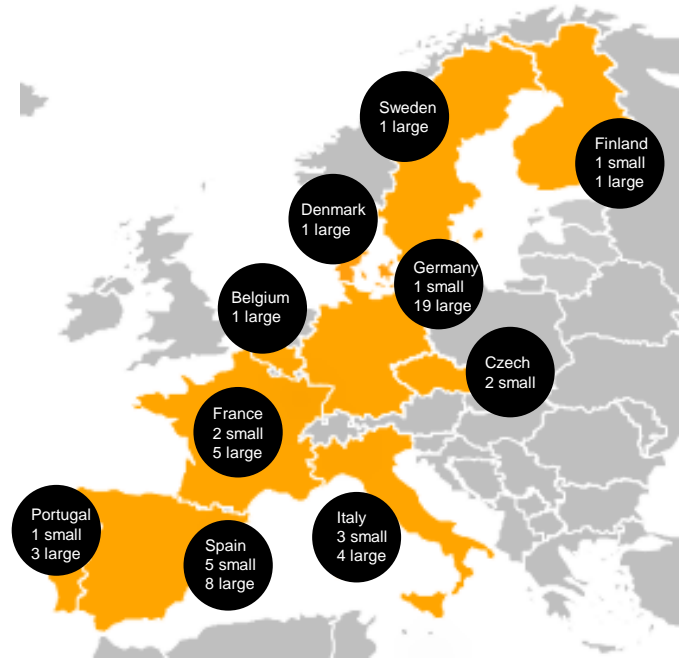 Sweden
1 large
Finland
1 small
1 large
Denmark
1 large
Germany
1 small
19 large
Belgium
1 large
Czech
2 small
France
2 small
5 large
Portugal
1 small
3 large
Spain
5 small
8 large
Italy
3 small
4 large